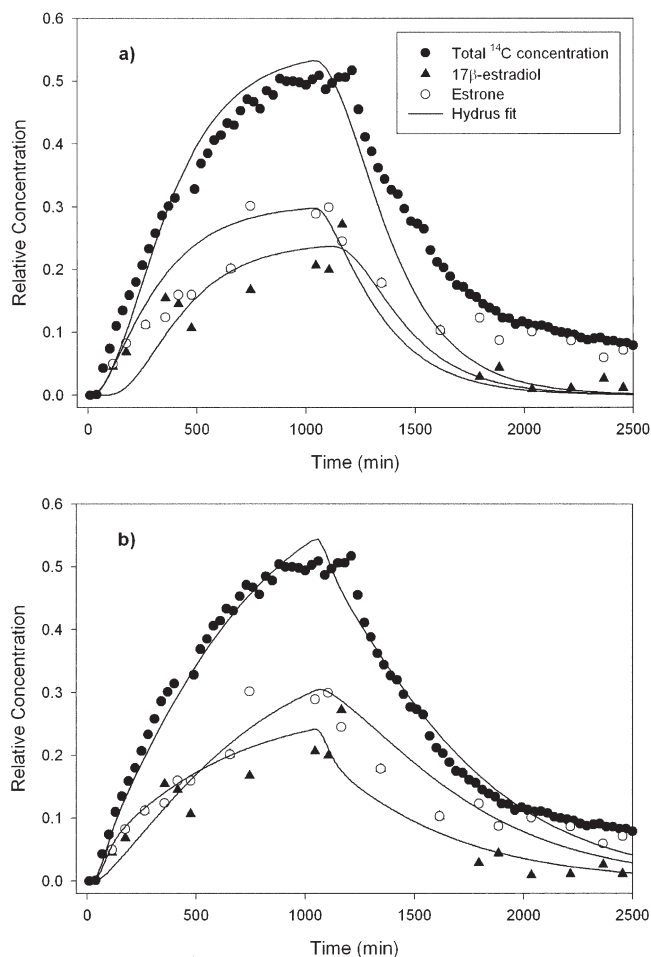 0.6
a)
Total ¹⁴C concentration
17β-estradiol
Estrone
Hydrus fit
0.5
0.4
0.3
0.2
0.1
0.0
Relative Concentration
0 500 1000 1500 2000 2500
Time (min)
0.6
b)
0.5
0.4
0.3
0.2
0.1
0.0
Relative Concentration
0 500 1000 1500 2000 2500
Time (min)